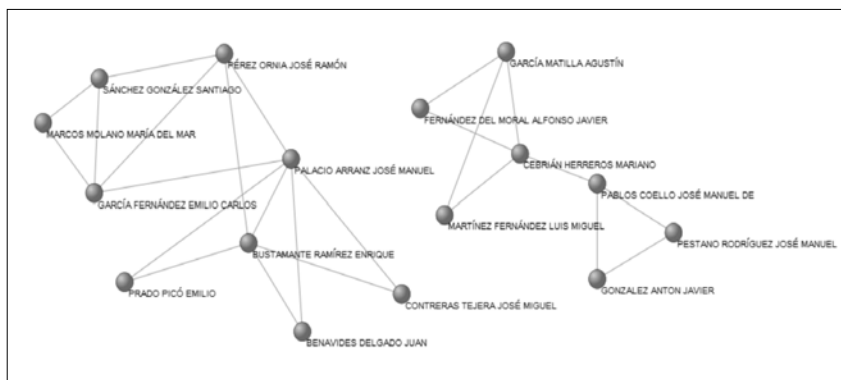 PÉREZ ORNIA JOSÉ RAMÓN
GARCÍA MATILLA AGUSTÍN
SÁNCHEZ GONZÁLEZ SANTIAGO
FERNÁNDEZ DEL MORAL ALFONSO JAVIER
MARCOS MOLANO MARÍA DEL MAR
CEBRIÁN HERREROS MARIANO
PALACIO ARRANZ JOSÉ MANUEL
PABLOS COELLO JOSÉ MANUEL DE
GARCÍA FERNÁNDEZ EMILIO CARLOS
MARTÍNEZ FERNÁNDEZ LUIS MIGUEL
PESTANO RODRÍGUEZ JOSÉ MANUEL
BUSTAMANTE RAMÍREZ ENRIQUE
GONZALEZ ANTON JAVIER
PRADO PICÓ EMILIO
CONTRERAS TEJERA JOSÉ MIGUEL
BENAVIDES DELGADO JUAN